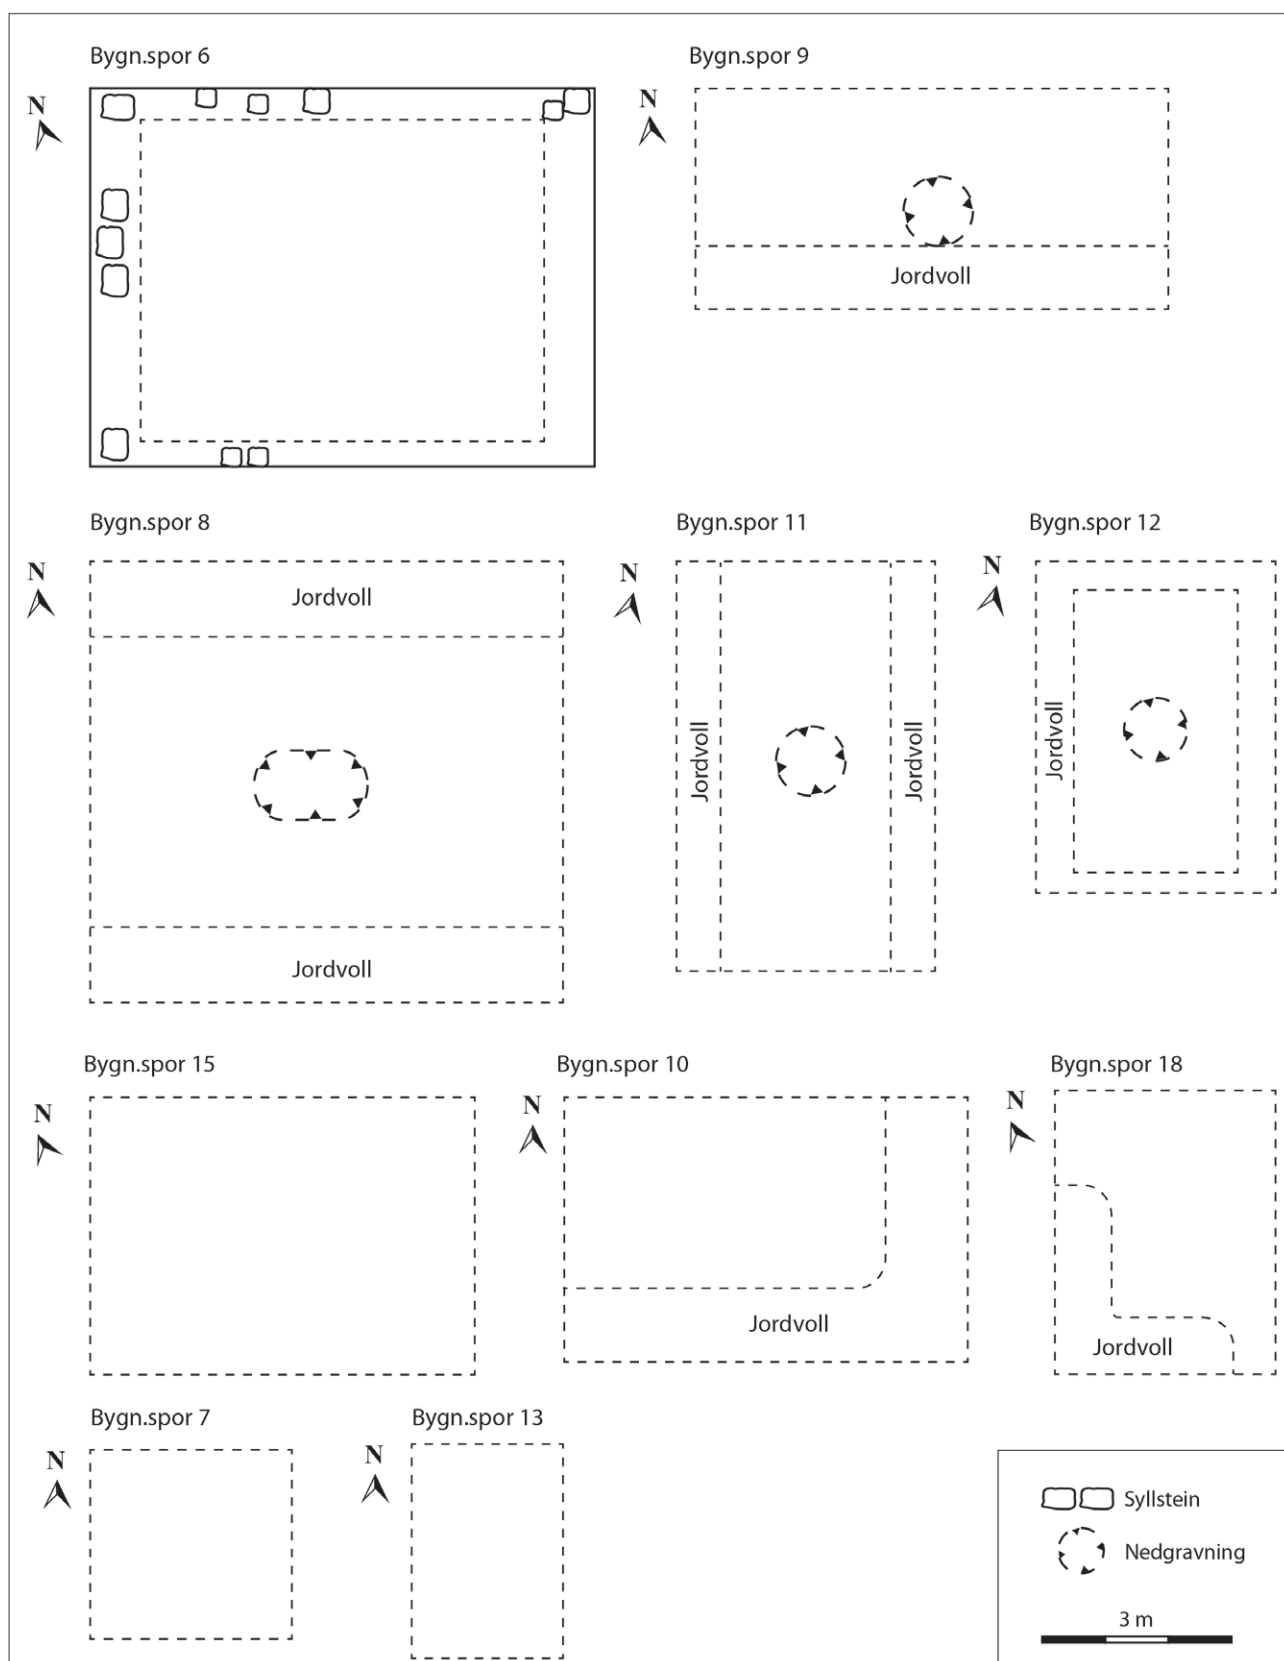 Bygn.spor 6
N
Bygn.spor 9
N
Jordvoll
Bygn.spor 8
N
Jordvoll
Jordvoll
Bygn.spor 11
N
Jordvoll
Jordvoll
Bygn.spor 12
N
Jordvoll
Bygn.spor 15
N
Bygn.spor 10
N
Jordvoll
Bygn.spor 18
N
Jordvoll
Bygn.spor 7
N
Bygn.spor 13
N
Syllstein
Nedgravning
3 m